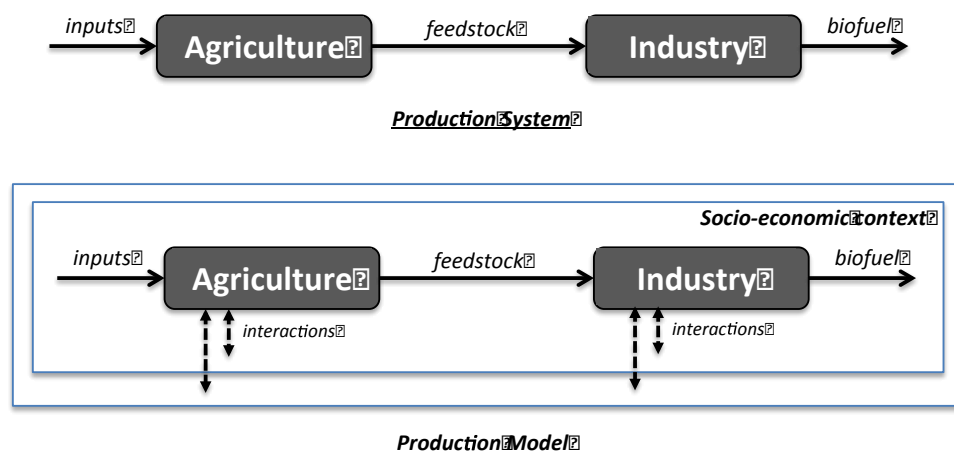 inputs
Agriculture
feedstock
Industry
biofuel
Production System
Socio-economic context
inputs
Agriculture
feedstock
Industry
biofuel
interactions
interactions
Production Model